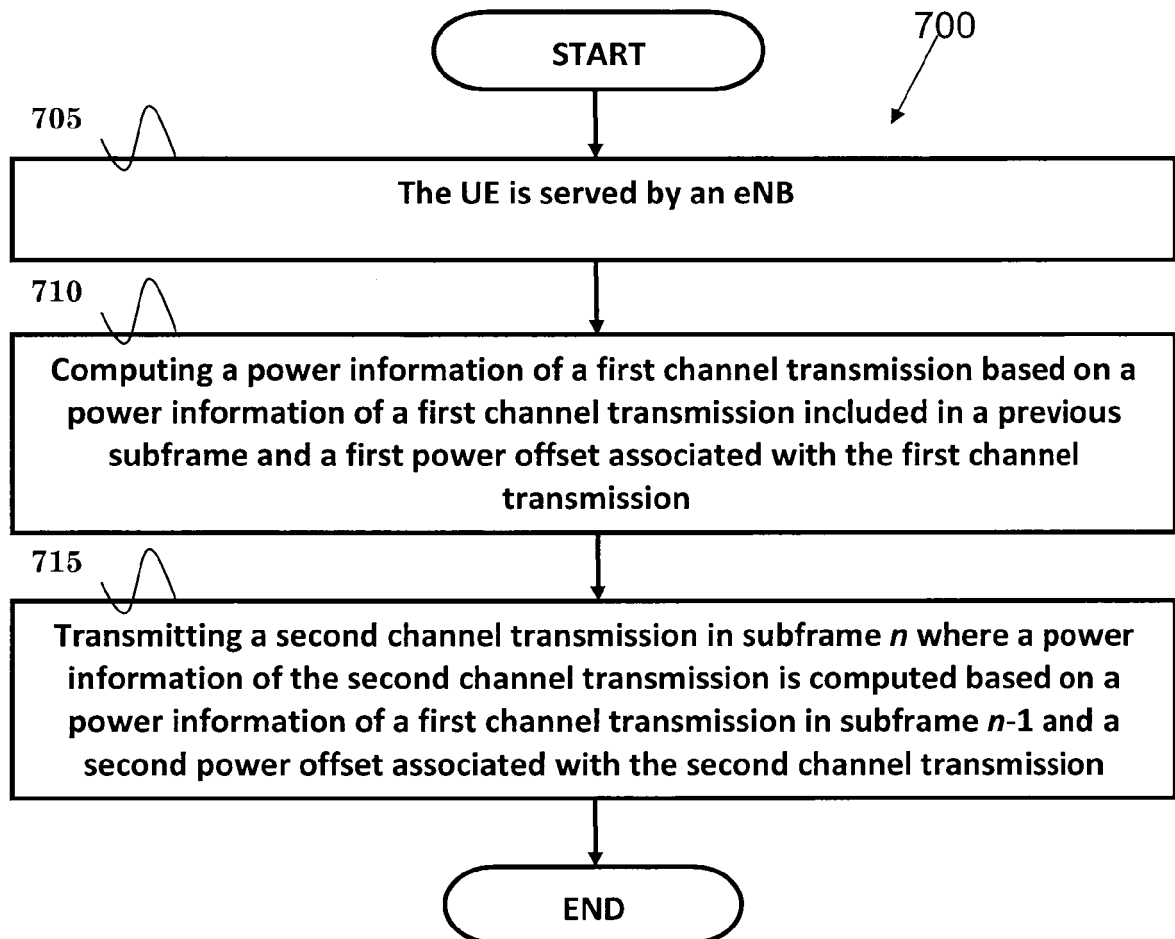 START
700
705
The UE is served by an eNB
710
Computing a power information of a first channel transmission based on a
power information of a first channel transmission included in a previous
subframe and a first power offset associated with the first channel
transmission
715
Transmitting a second channel transmission in subframe n where a power
information of the second channel transmission is computed based on a
power information of a first channel transmission in subframe n-1 and a
second power offset associated with the second channel transmission
END